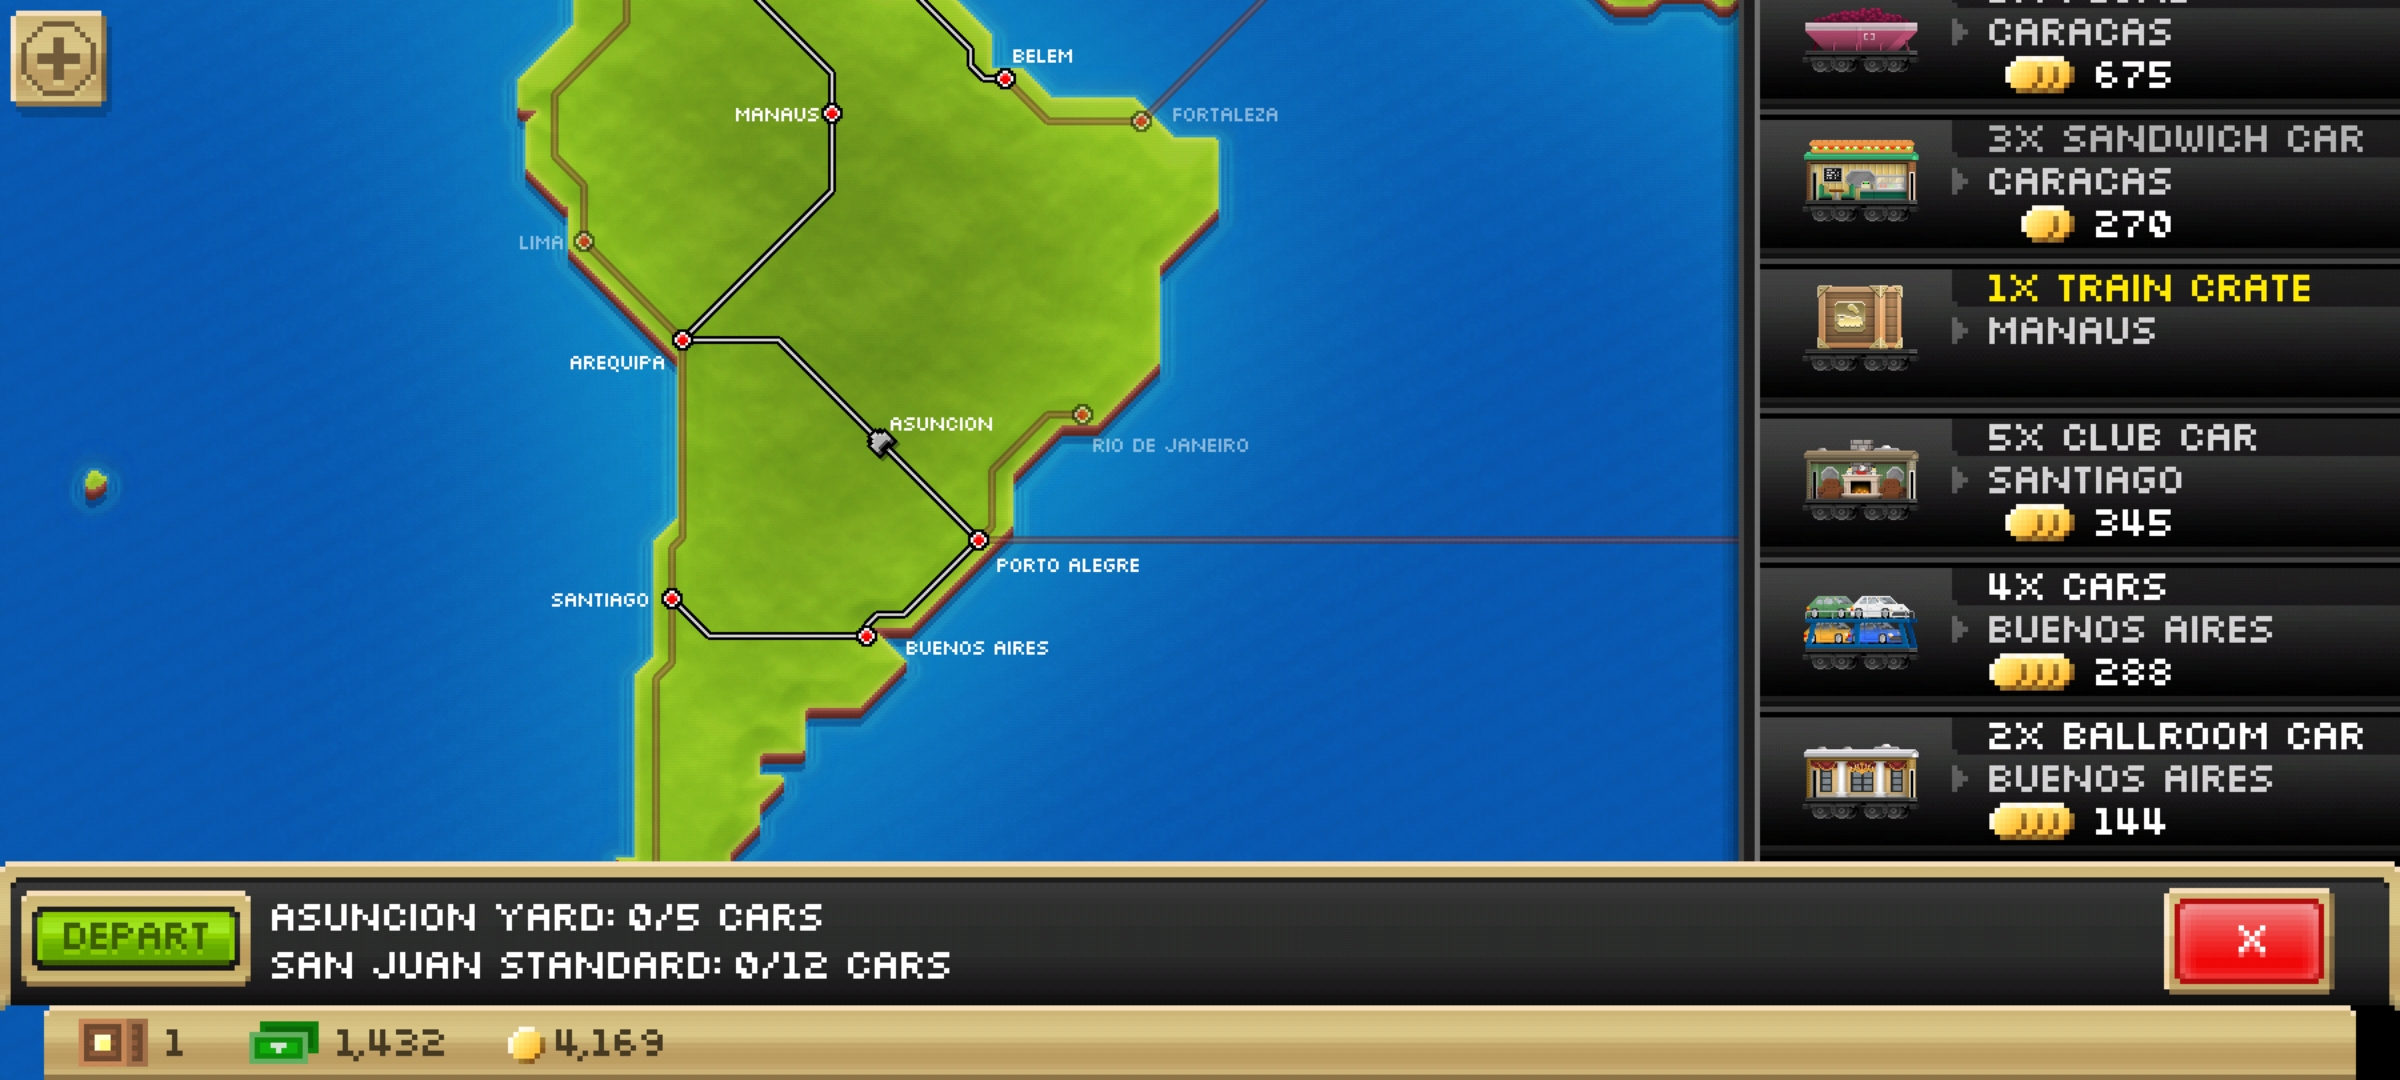 BELEM
MANAUS
FORTALEZA
LIMA
AREQUIPA
ASUNCION
RIO DE JANEIRO
PORTO ALEGRE
SANTIAGO
BUENOS AIRES
CARACAS
675
3X SANDWICH CAR
CARACAS
270
1X TRAIN CRATE
MANAUS
5X CLUB CAR
SANTIAGO
345
4X CARS
BUENOS AIRES
288
2X BALLROOM CAR
BUENOS AIRES
144
DEPART
ASUNCION YARD: 0/5 CARS
SAN JUAN STANDARD: 0/12 CARS
X
1 1,432 4,169